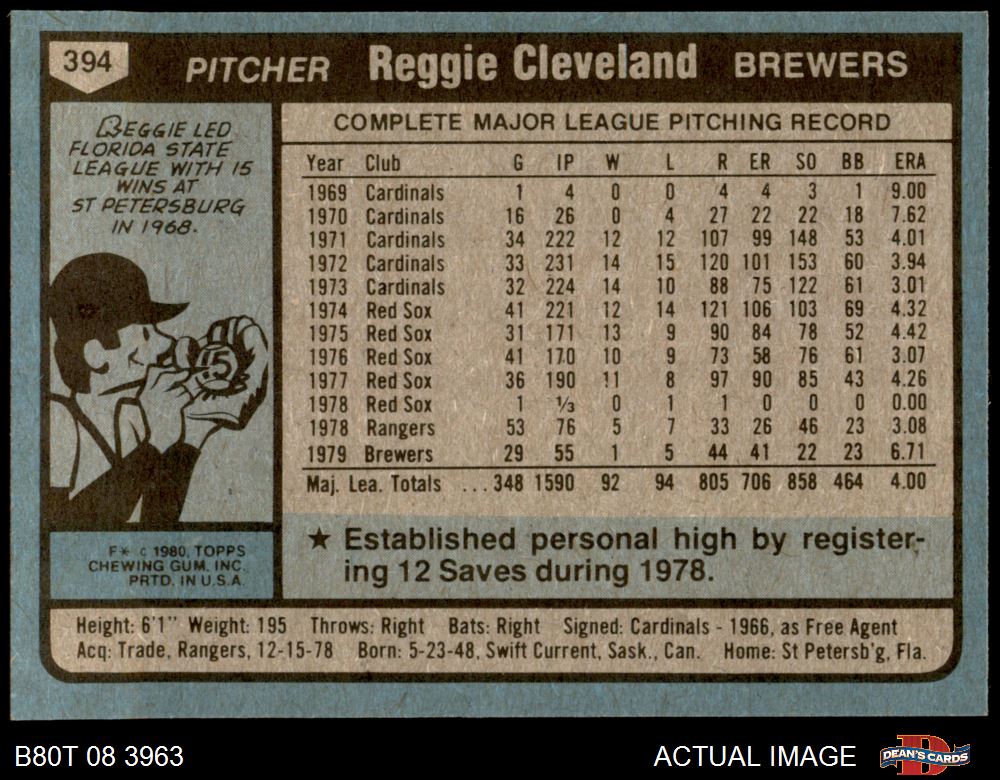 394 PITCHER Reggie Cleveland BREWERS
REGGIE LED
FLORIDA STATE
LEAGUE WITH 15
WINS AT
ST PETERSBURG
IN 1968.
15
F* © 1980, TOPPS
CHEWING GUM, INC.
PRTD. IN U.S.A.
COMPLETE MAJOR LEAGUE PITCHING RECORD
Year Club G IP W L R ER SO BB ERA
1969 Cardinals 1 4 0 0 4 4 3 1 9.00
1970 Cardinals 16 26 0 4 27 22 22 18 7.62
1971 Cardinals 34 222 12 12 107 99 148 53 4.01
1972 Cardinals 33 231 14 15 120 101 153 60 3.94
1973 Cardinals 32 224 14 10 88 75 122 61 3.01
1974 Red Sox 41 221 12 14 121 106 103 69 4.32
1975 Red Sox 31 171 13 9 90 84 78 52 4.42
1976 Red Sox 41 170 10 9 73 58 76 61 3.07
1977 Red Sox 36 190 11 8 97 90 85 43 4.26
1978 Red Sox 1 ⅓ 0 1 1 0 0 0 0.00
1978 Rangers 53 76 5 7 33 26 46 23 3.08
1979 Brewers 29 55 1 5 44 41 22 23 6.71
Maj. Lea. Totals ...348 1590 92 94 805 706 858 464 4.00
★ Established personal high by register-
ing 12 Saves during 1978.
Height: 6'1" Weight: 195 Throws: Right Bats: Right Signed: Cardinals - 1966, as Free Agent
Acq: Trade, Rangers, 12-15-78 Born: 5-23-48, Swift Current, Sask., Can. Home: St Petersb'g, Fla.
B80T 08 3963 ACTUAL IMAGE D DEAN'S CARDS